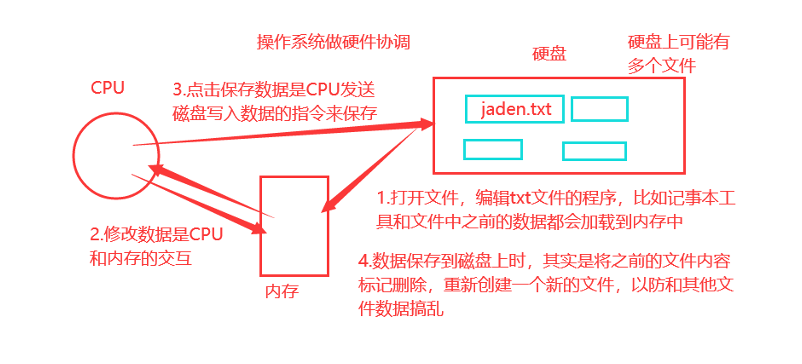 操作系统做硬件协调
硬盘
硬盘上可能有
多个文件
CPU
3.点击保存数据是CPU发送
磁盘写入数据的指令来保存
jaden.txt
1.打开文件，编辑txt文件的程序，比如记事本工
具和文件中之前的数据都会加载到内存中
2.修改数据是CPU
和内存的交互
内存
4.数据保存到磁盘上时，其实是将之前的文件内容
标记删除，重新创建一个新的文件，以防和其他文
件数据搞乱